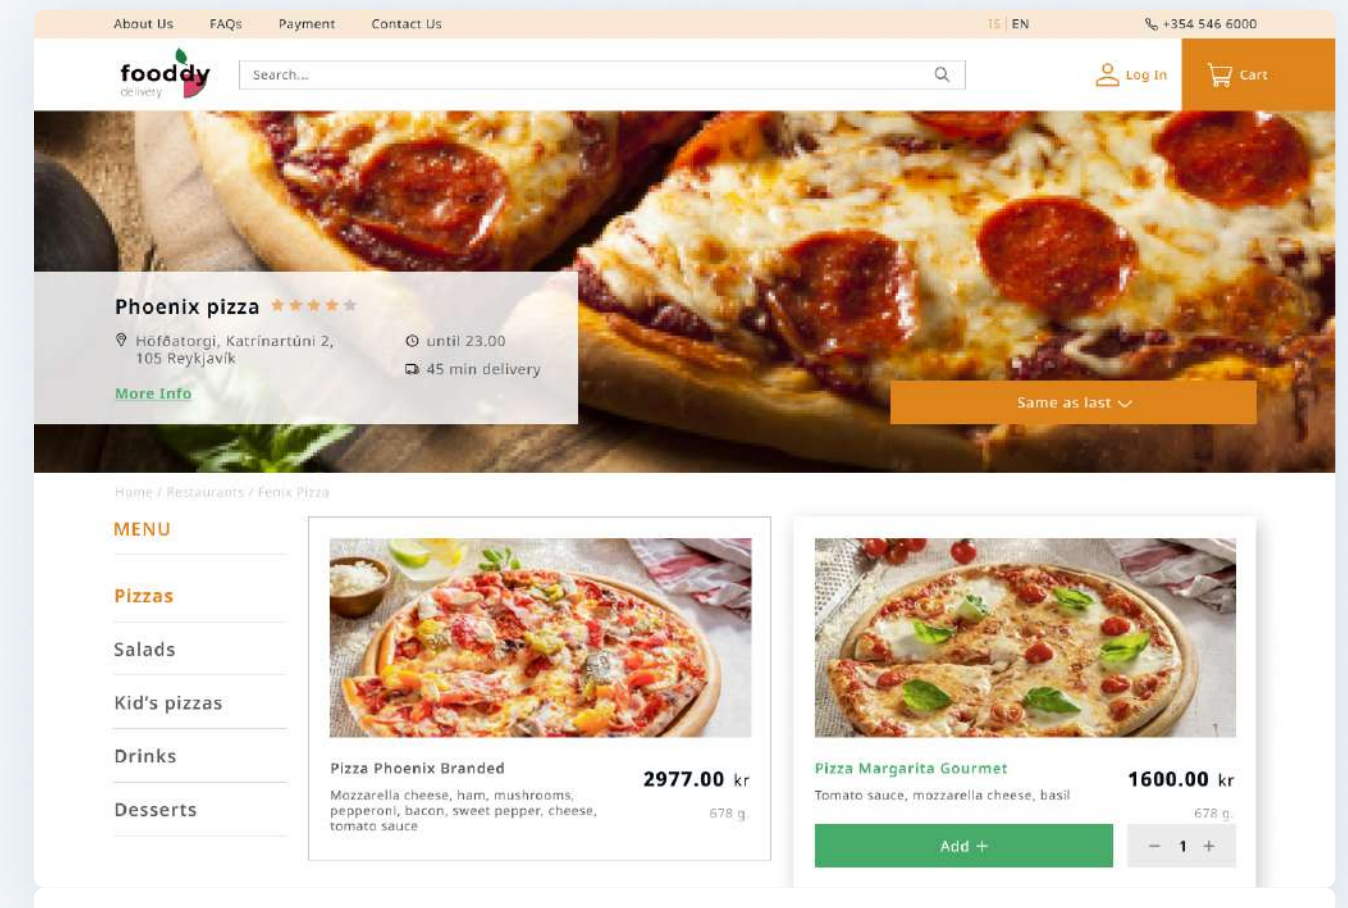 About Us FAQs Payment Contact Us IS | EN +354 546 6000
fooddy
delivery
Search...
Log In
Cart
Phoenix pizza
Höfðatorgi, Katrínartúni 2,
105 Reykjavík
until 23.00
45 min delivery
More Info
Same as last
Home / Restaurants / Fenix Pizza
MENU
Pizzas
Salads
Kid's pizzas
Drinks
Desserts
Pizza Phoenix Branded
2977.00 kr
Mozzarella cheese, ham, mushrooms,
pepperoni, bacon, sweet pepper, cheese,
tomato sauce
678 g.
Pizza Margarita Gourmet
1600.00 kr
Tomato sauce, mozzarella cheese, basil
678 g.
Add +
− 1 +